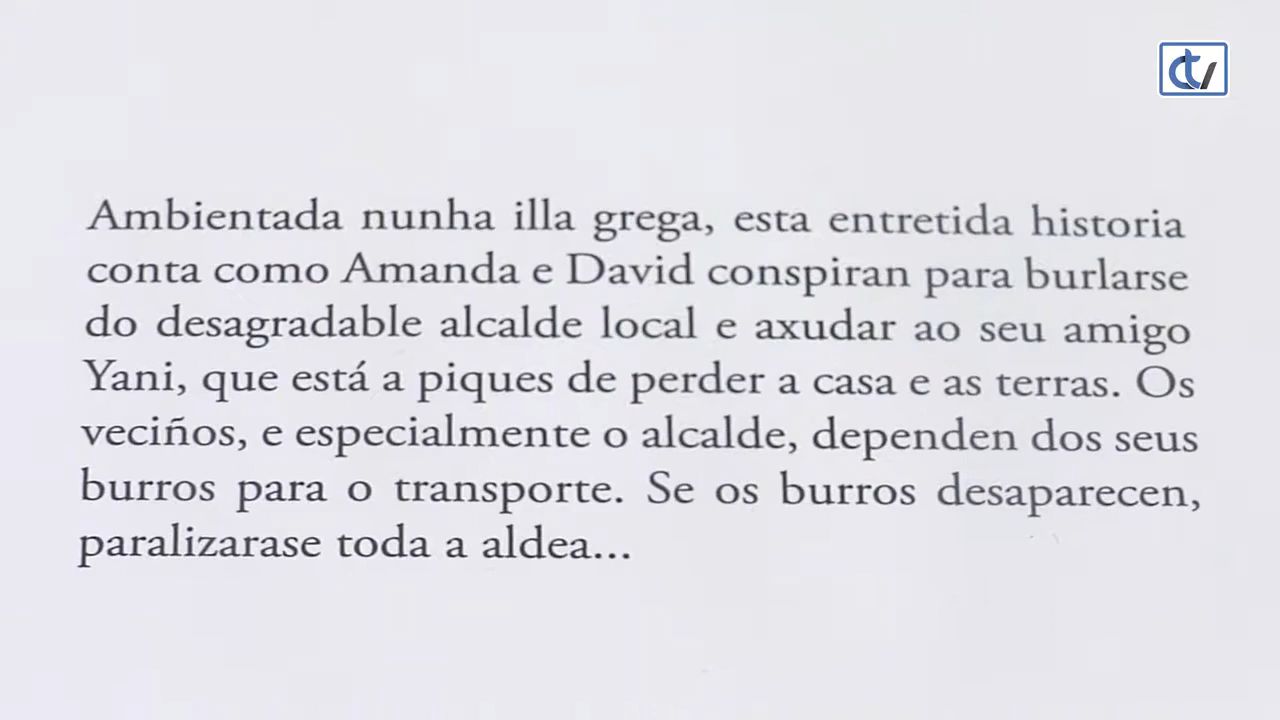 Ambientada nunha illa grega, esta entretida historia
conta como Amanda e David conspiran para burlarse
do desagradable alcalde local e axudar ao seu amigo
Yani, que está a piques de perder a casa e as terras. Os
veciños, e especialmente o alcalde, dependen dos seus
burros para o transporte. Se os burros desaparecen,
paralizarase toda a aldea...